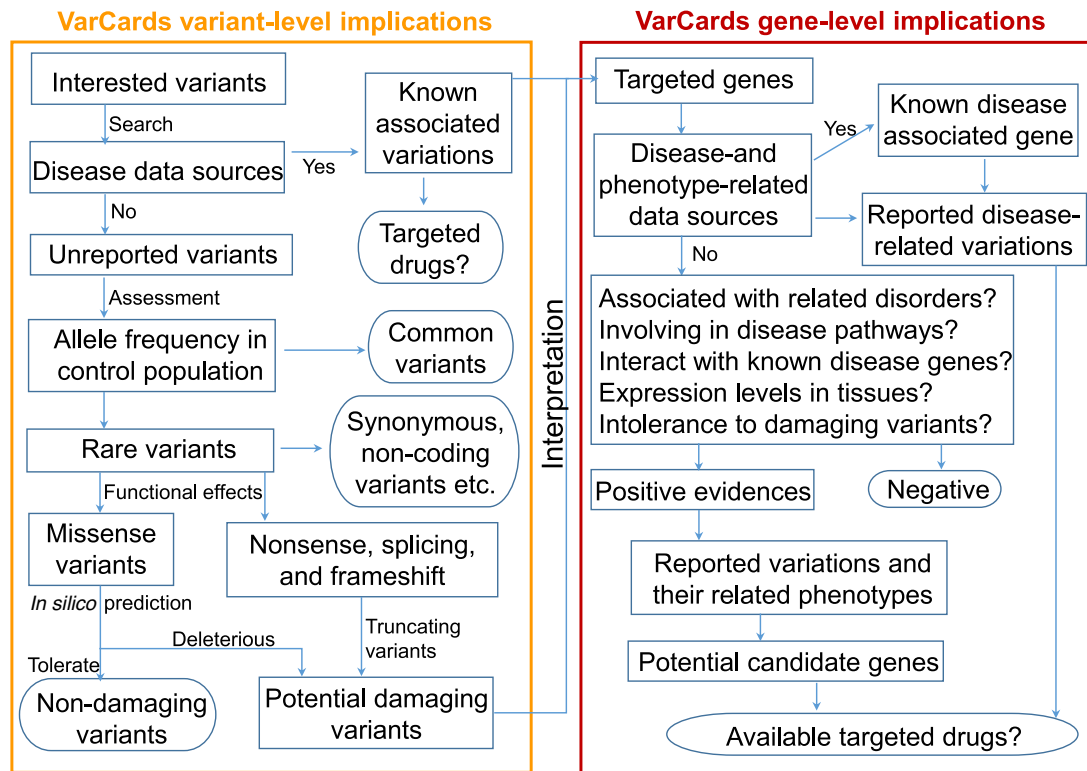 VarCards variant-level implications
Interested variants
Search
Disease data sources
Yes
Known
associated
variations
Targeted
drugs?
No
Unreported variants
Assessment
Allele frequency in
control population
Common
variants
Rare variants
Synonymous,
non-coding
variants etc.
Functional effects
Missense
variants
Nonsense, splicing,
and frameshift
In silico prediction
Deleterious
Truncating
variants
Tolerate
Non-damaging
variants
Potential damaging
variants
Interpretation
VarCards gene-level implications
Targeted genes
Disease-and
phenotype-related
data sources
Yes
Known disease
associated gene
Reported disease-
related variations
No
Associated with related disorders?
Involving in disease pathways?
Interact with known disease genes?
Expression levels in tissues?
Intolerance to damaging variants?
Positive evidences
Negative
Reported variations and
their related phenotypes
Potential candidate genes
Available targeted drugs?